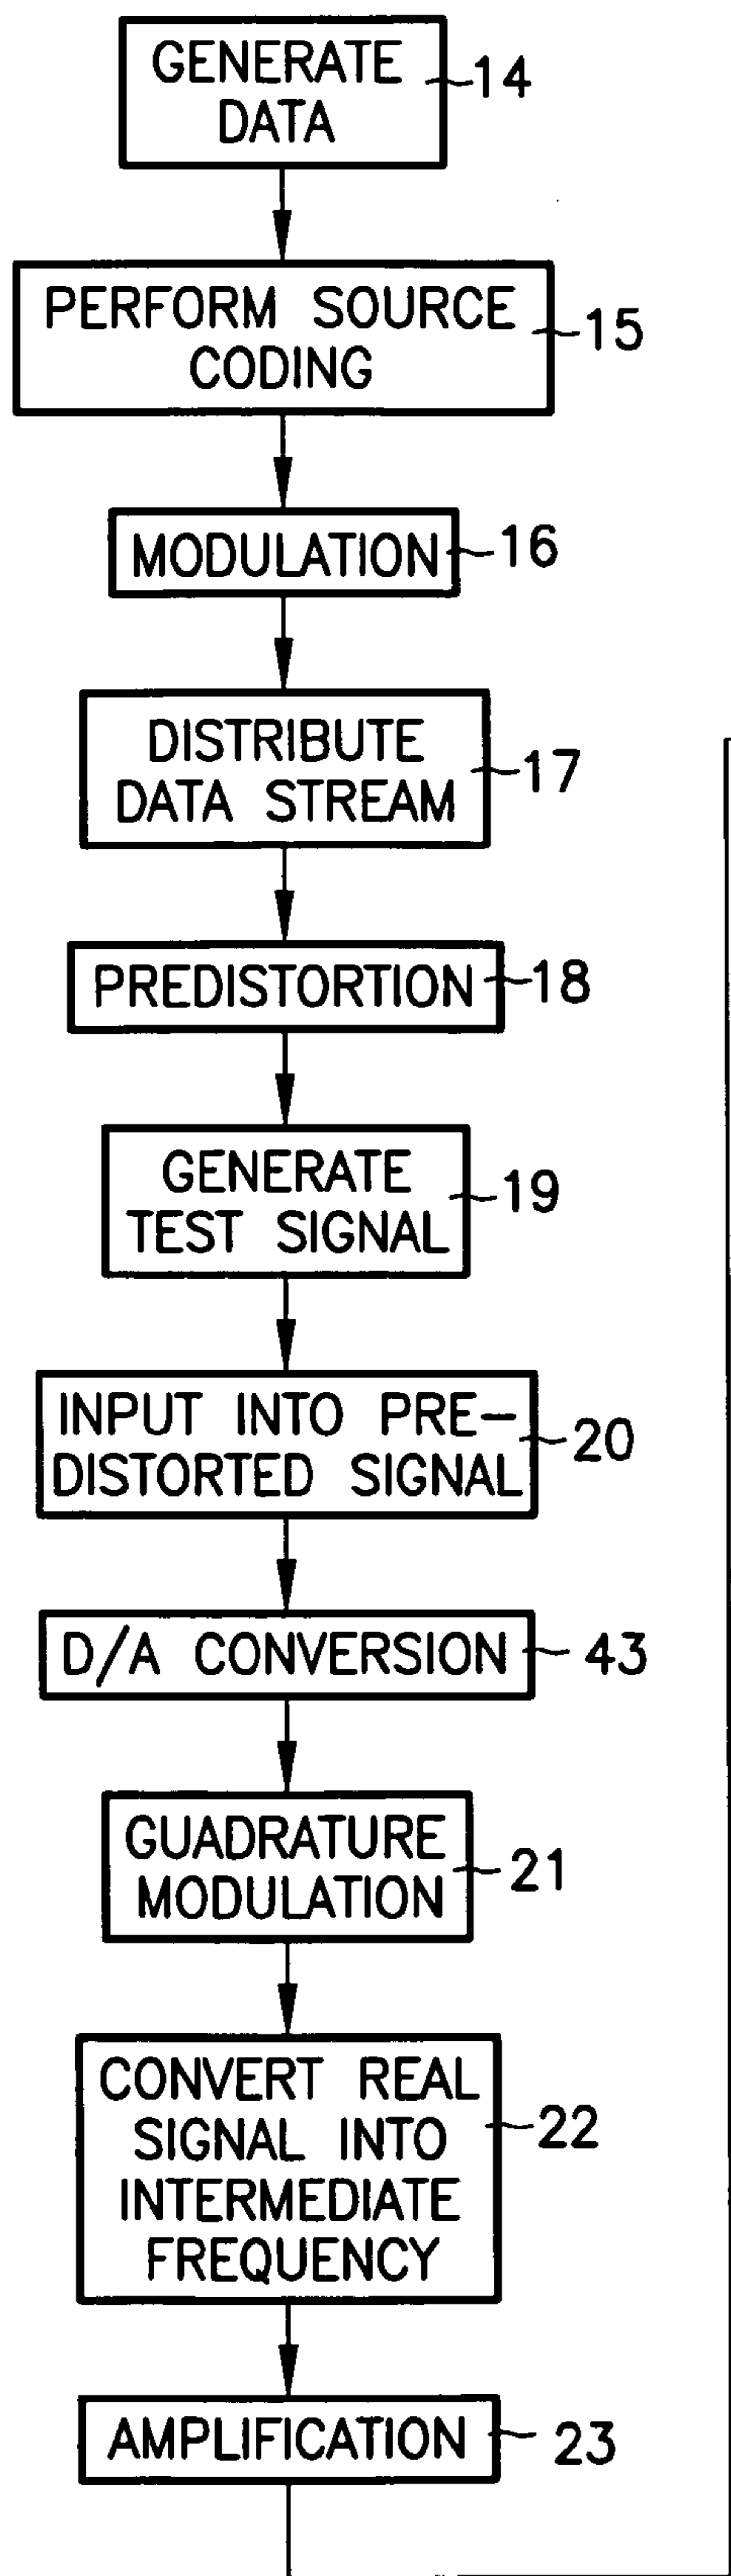 GENERATE
DATA
14
PERFORM SOURCE
CODING
15
MODULATION
16
DISTRIBUTE
DATA STREAM
17
PREDISTORTION
18
GENERATE
TEST SIGNAL
19
INPUT INTO PRE-
DISTORTED SIGNAL
20
D/A CONVERSION
43
GUADRATURE
MODULATION
21
CONVERT REAL
SIGNAL INTO
INTERMEDIATE
FREQUENCY
22
AMPLIFICATION
23